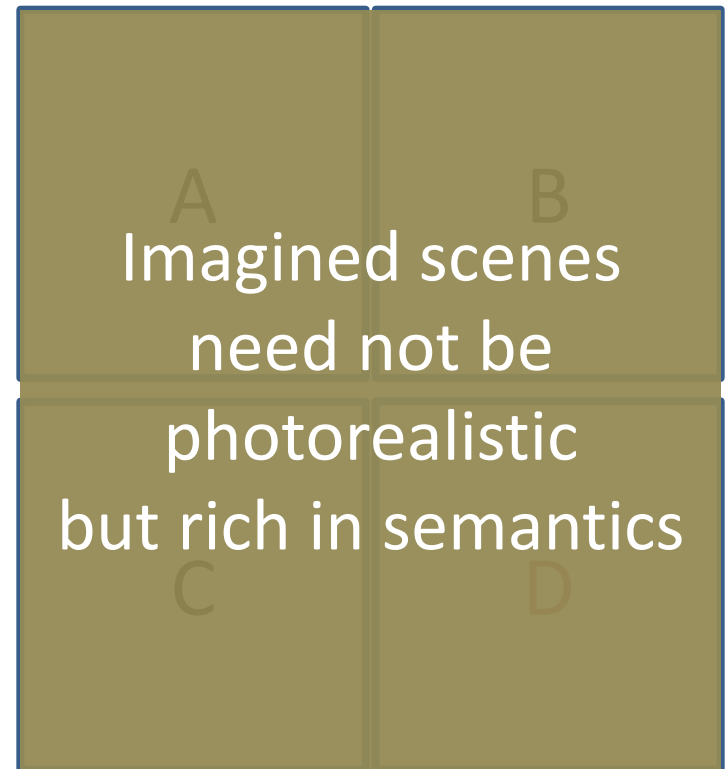 A B
Imagined scenes
need not be
photorealistic
but rich in semantics
C D